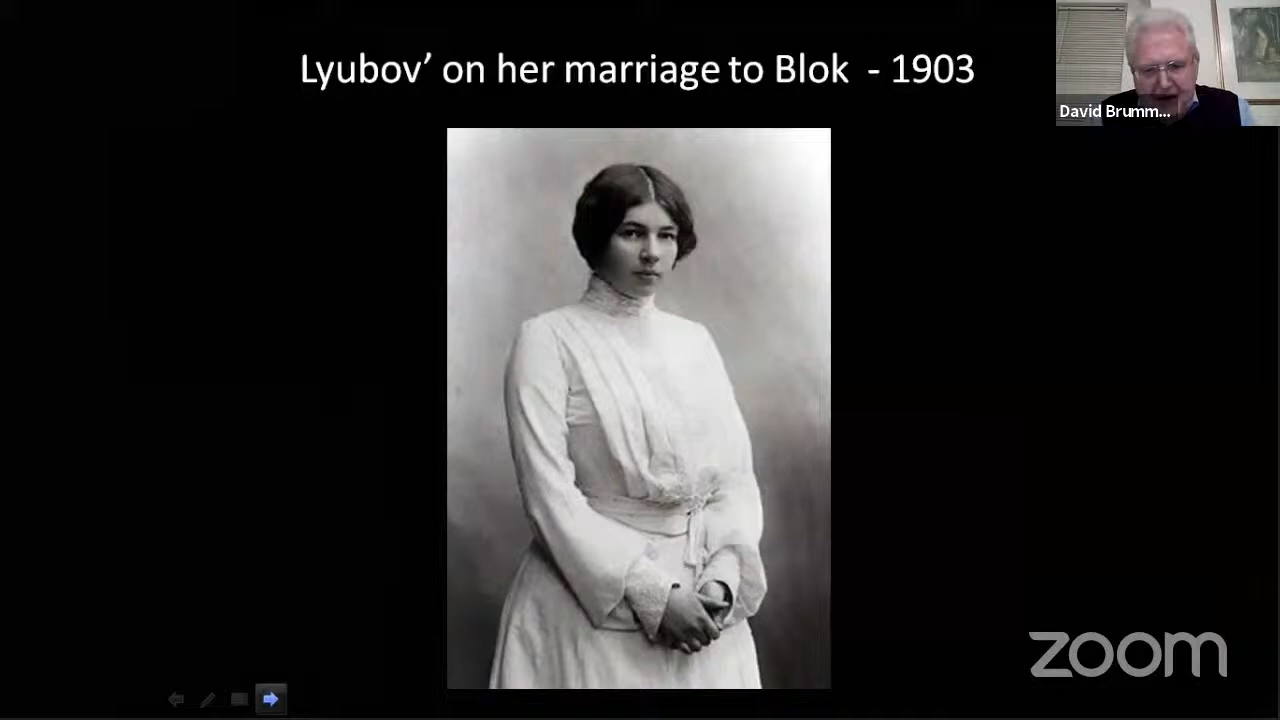 Lyubov’ on her marriage to Blok - 1903
David Brumm...
zoom